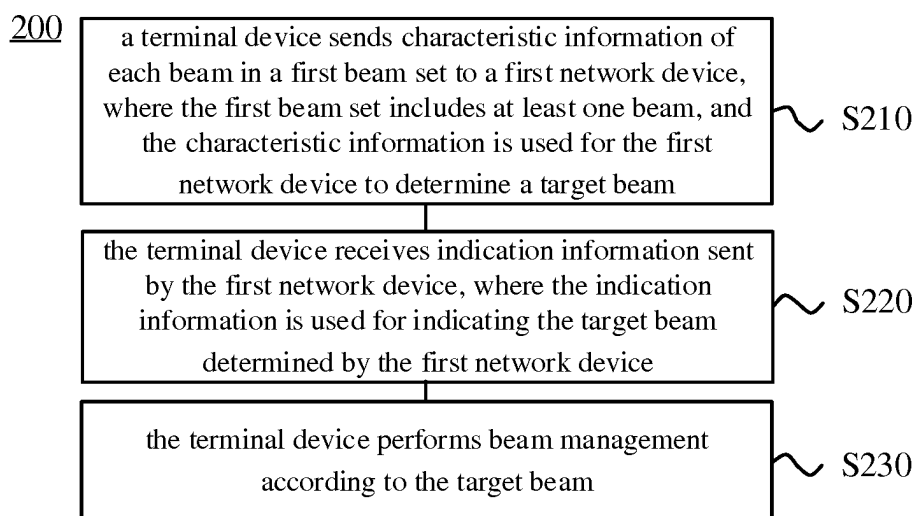 200
a terminal device sends characteristic information of
each beam in a first beam set to a first network device,
where the first beam set includes at least one beam, and
the characteristic information is used for the first
network device to determine a target beam
S210
the terminal device receives indication information sent
by the first network device, where the indication
information is used for indicating the target beam
determined by the first network device
S220
the terminal device performs beam management
according to the target beam
S230